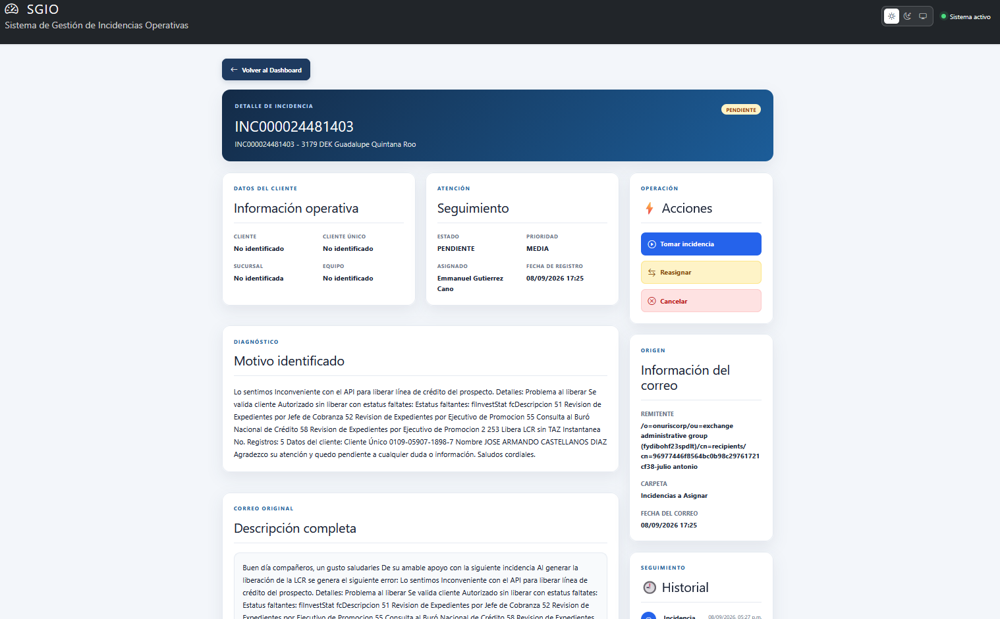 SGIO
Sistema de Gestión de Incidencias Operativas
Sistema activo
← Volver al Dashboard
DETALLE DE INCIDENCIA
PENDIENTE
INC000024481403
INC000024481403 - 3179 DEK Guadalupe Quintana Roo
DATOS DEL CLIENTE
Información operativa
CLIENTE
No identificado
CLIENTE ÚNICO
No identificado
SUCURSAL
No identificada
EQUIPO
No identificado
ATENCIÓN
Seguimiento
ESTADO
PENDIENTE
PRIORIDAD
MEDIA
ASIGNADO
Emmanuel Gutierrez
Cano
FECHA DE REGISTRO
08/09/2026 17:25
OPERACIÓN
Acciones
Tomar incidencia
Reasignar
Cancelar
DIAGNÓSTICO
Motivo identificado
Lo sentimos Inconveniente con el API para liberar línea de crédito del prospecto. Detalles: Problema al liberar Se
valida cliente Autorizado sin liberar con estatus faltates: Estatus faltantes: fiInvestStat fcDescripcion 51 Revision de
Expedientes por Jefe de Cobranza 52 Revision de Expedientes por Ejecutivo de Promocion 55 Consulta al Buró
Nacional de Crédito 58 Revision de Expedientes por Ejecutivo de Promocion 2 253 Libera LCR sin TAZ Instantanea
No. Registros: 5 Datos del cliente: Cliente Único 0109-05907-1898-7 Nombre JOSE ARMANDO CASTELLANOS DIAZ
Agradezco su atención y quedo pendiente a cualquier duda o información. Saludos cordiales.
ORIGEN
Información del
correo
REMITENTE
/o=onuriscorp/ou=exchange
administrative group
(fydibohf23spdlt)/cn=recipients/
cn=96977446f8564bc0b98c29761721
cf38-julio antonio
CARPETA
Incidencias a Asignar
FECHA DEL CORREO
08/09/2026 17:25
CORREO ORIGINAL
Descripción completa
Buen día compañeros, un gusto saludarles De su amable apoyo con la siguiente incidencia Al generar la
liberación de la LCR se genera el siguiente error: Lo sentimos Inconveniente con el API para liberar línea de
crédito del prospecto. Detalles: Problema al liberar Se valida cliente Autorizado sin liberar con estatus faltates:
Estatus faltantes: fiInvestStat fcDescripcion 51 Revision de Expedientes por Jefe de Cobranza 52 Revision de
Expedientes por Ejecutivo de Promocion 55 Consulta al Buró Nacional de Crédito 58 Revision de Expedientes
SEGUIMIENTO
Historial
Incidencia
08/09/2026, 05:27 p.m.